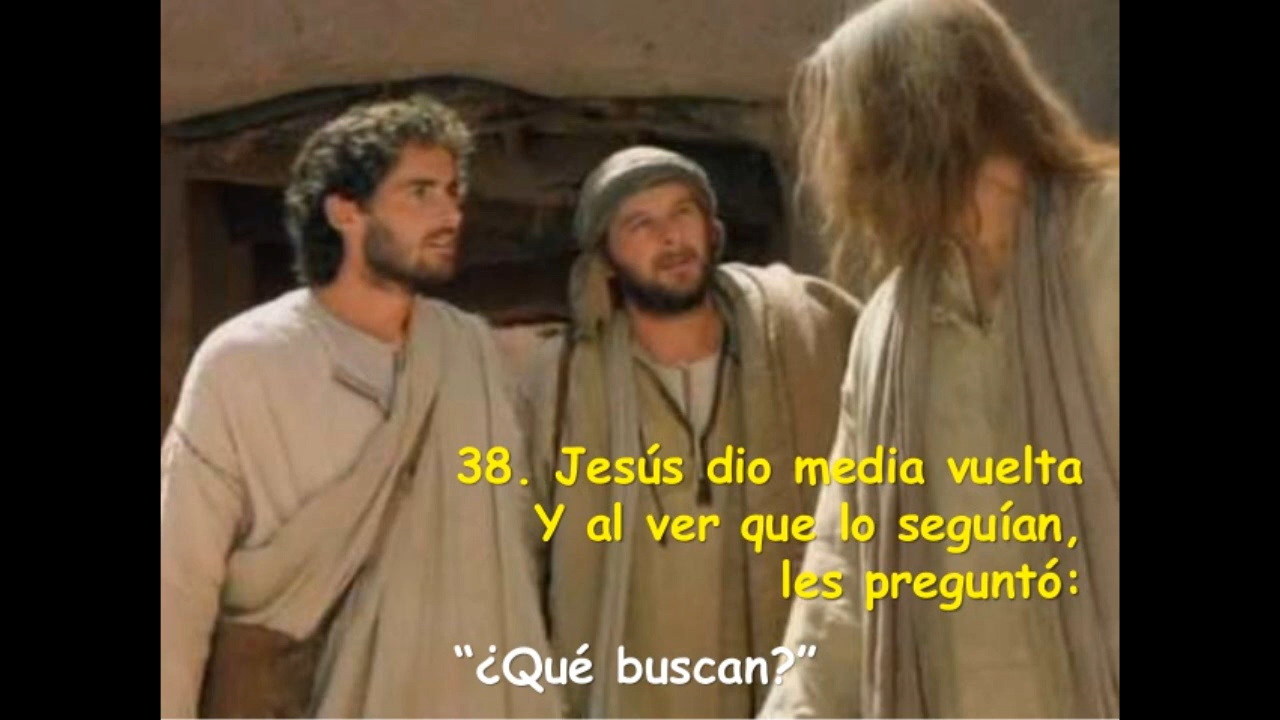 38. Jesús dio media vuelta
Y al ver que lo seguían,
les preguntó:
“¿Qué buscan?”